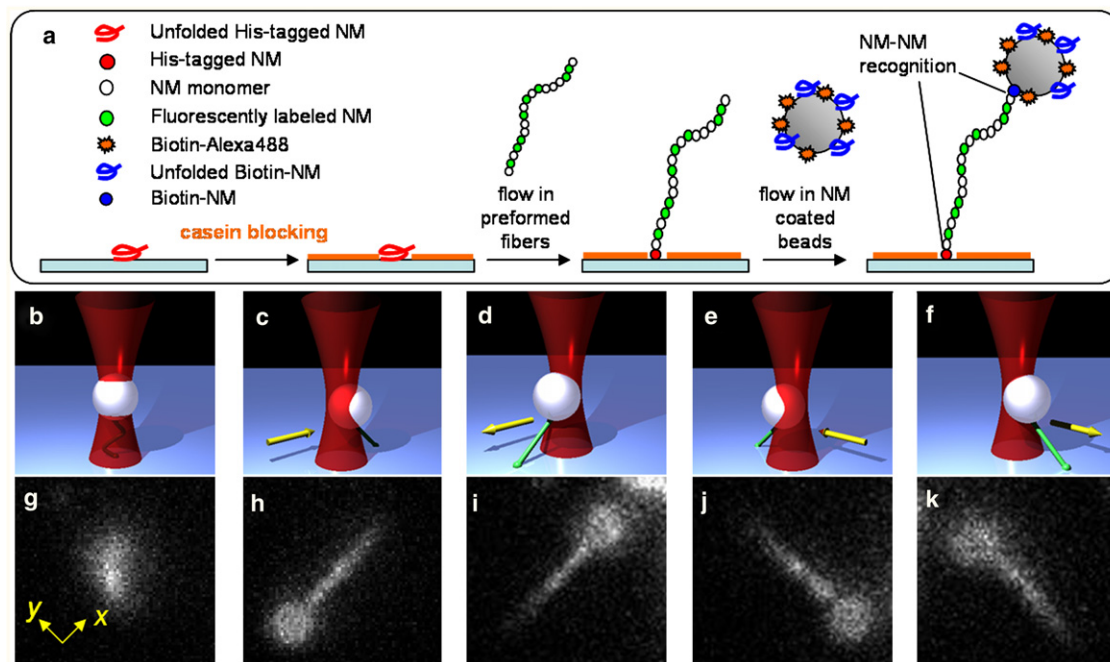 a
Unfolded His-tagged NM
His-tagged NM
NM monomer
Fluorescently labeled NM
Biotin-Alexa488
Unfolded Biotin-NM
Biotin-NM
casein blocking
flow in
preformed
fibers
flow in NM
coated
beads
NM-NM
recognition
b
c
d
e
f
g
h
i
j
k
y
x